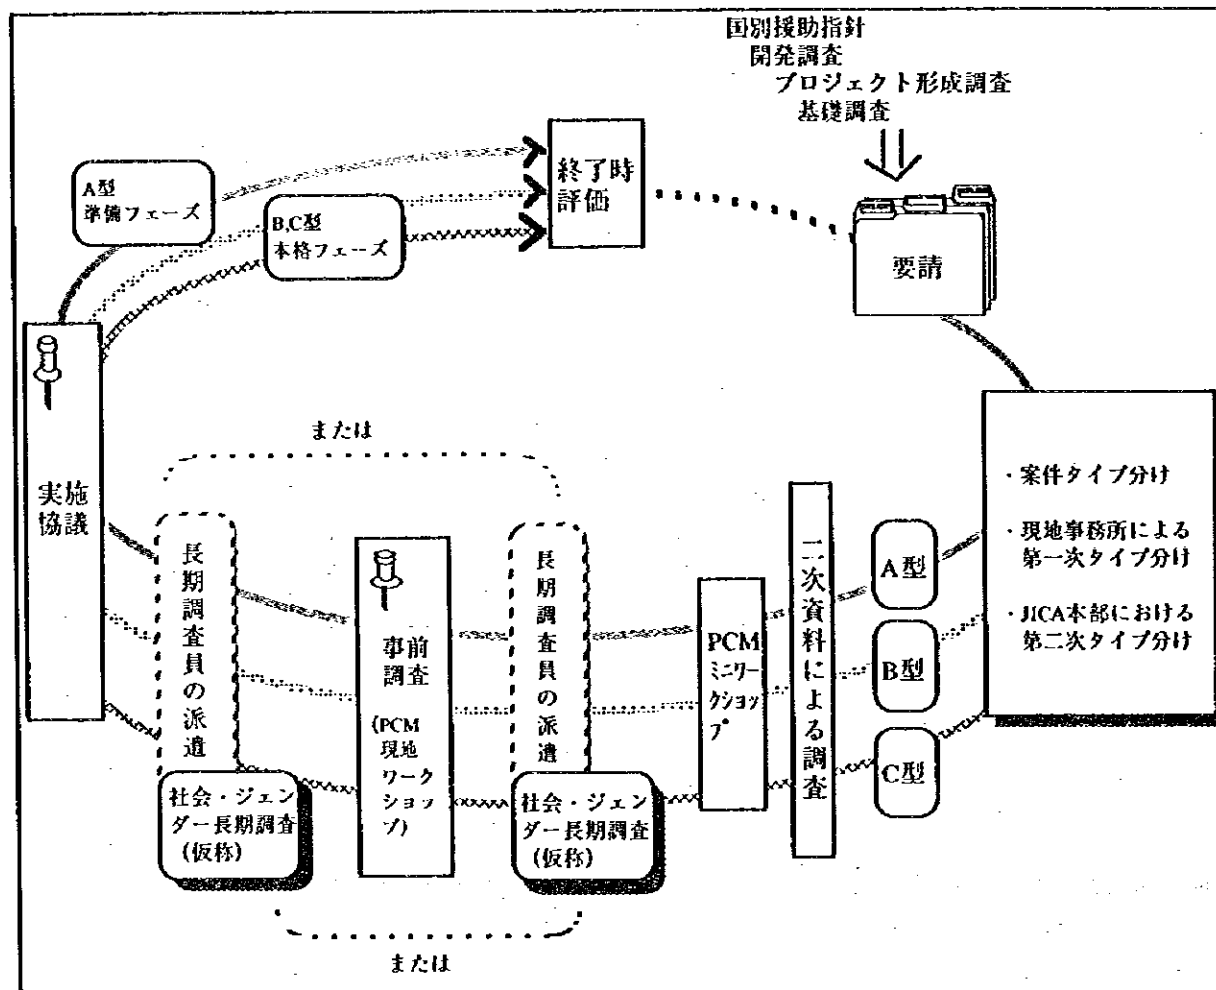 国別援助指針
開発調査
プロジェクト形成調査
基礎調査
A型
準備フェーズ
B,C型
本格フェーズ
終了時
評価
要請
実施
協議
または
・案件タイプ分け
・現地事務所による
第一次タイプ分け
・JICA本部における
第二次タイプ分け
A型
B型
C型
二次資料による調査
PCM
ミニワー
クショッ
プ
長期調査員の派遣
社会・ジェン
ダー長期調査
(仮称)
事前
調査
(PCM
現地
ワーク
ショッ
プ)
長期調査員の派遣
社会・ジェン
ダー長期調査
(仮称)
または